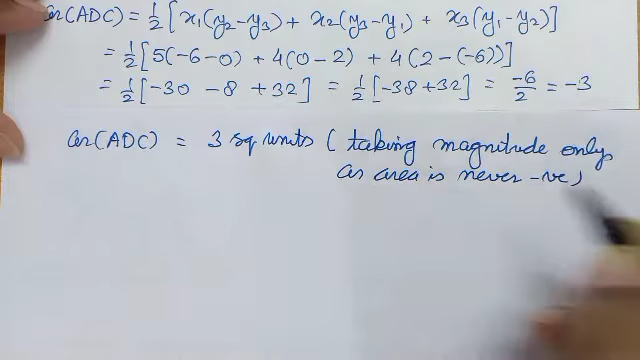 ar(ADC) = 1/2 [ x₁(y₂-y₃) + x₂(y₃-y₁) + x₃(y₁-y₂)]
= 1/2 [ 5(-6-0) + 4(0-2) + 4(2-(-6))]
= 1/2 [-30 -8 +32] = 1/2 [-38+32] = -6/2 = -3
ar(ADC) = 3 sq units ( taking magnitude only,
as area is never -ve)